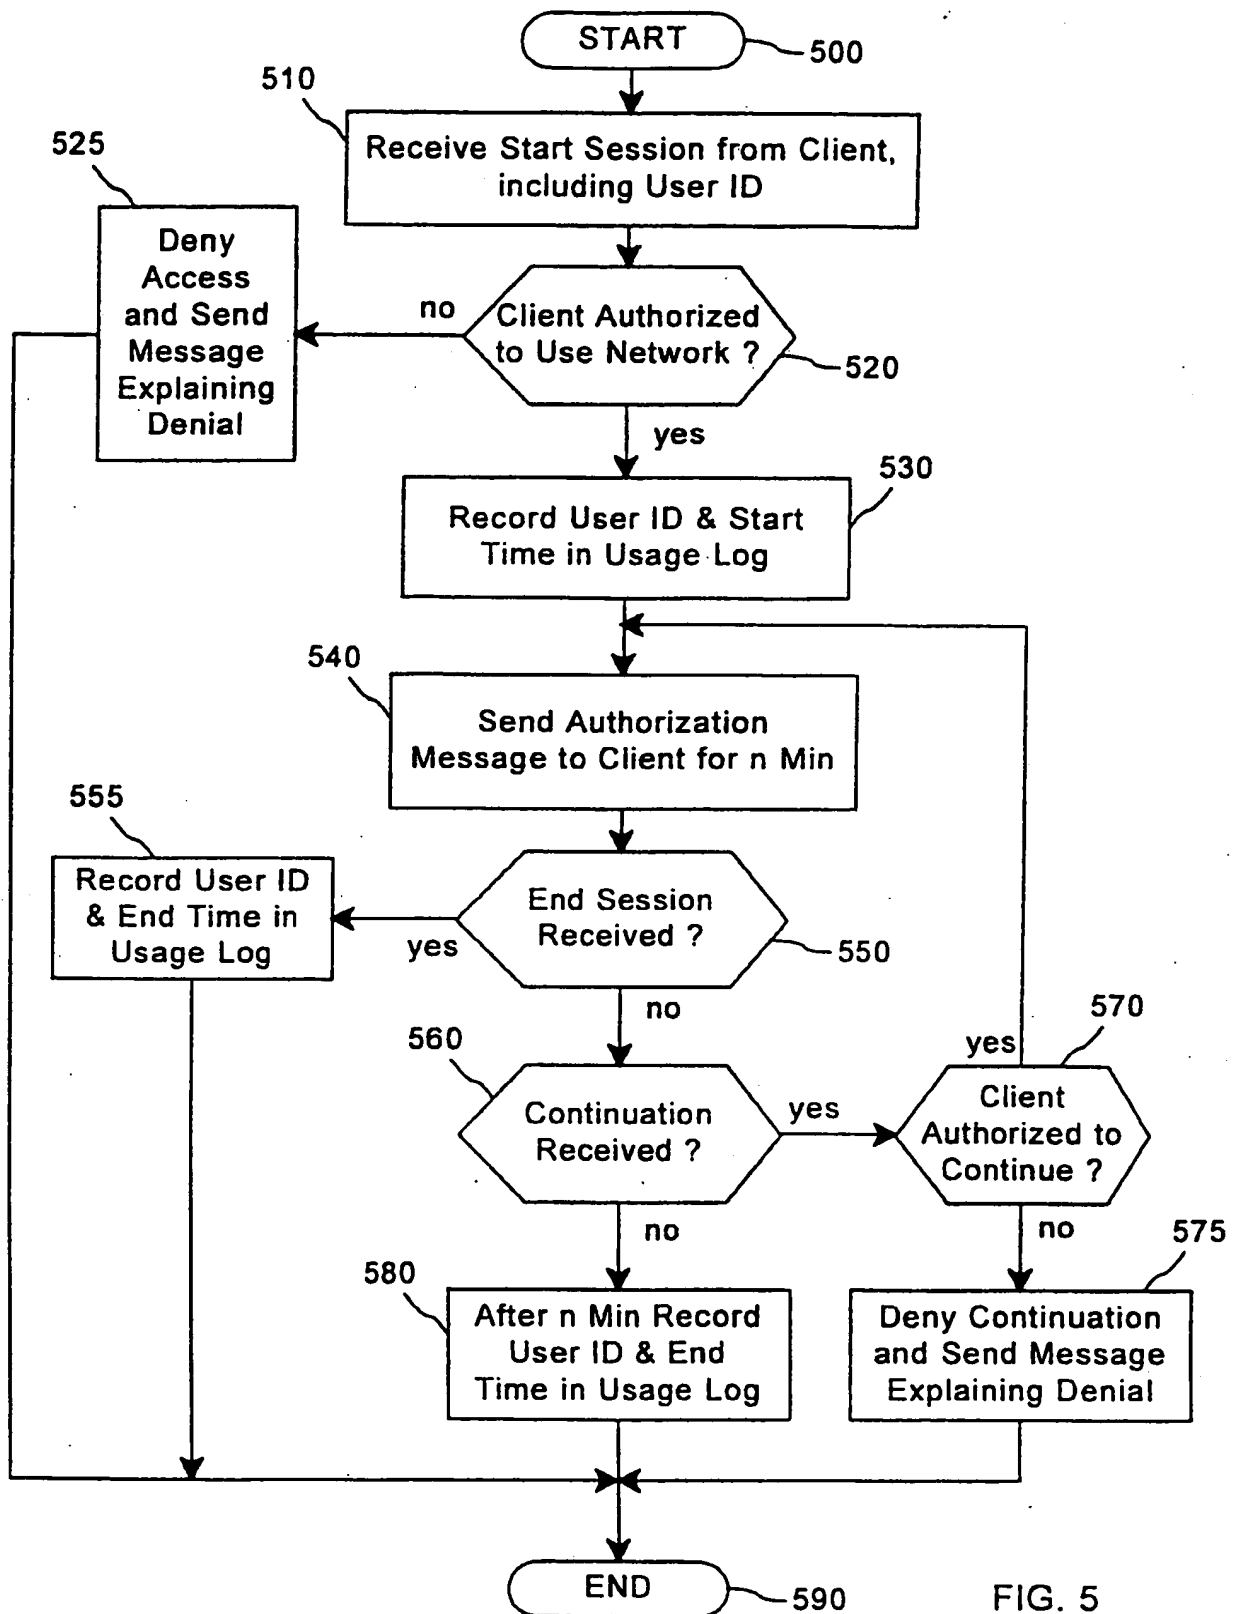 START
500
510
Receive Start Session from Client,
including User ID
525
Deny
Access
and Send
Message
Explaining
Denial
no
Client Authorized
to Use Network ?
520
yes
530
Record User ID & Start
Time in Usage Log
540
Send Authorization
Message to Client for n Min
555
Record User ID
& End Time in
Usage Log
yes
End Session
Received ?
550
no
560
Continuation
Received ?
yes
yes
570
Client
Authorized to
Continue ?
no
no
575
580
After n Min Record
User ID & End
Time in Usage Log
Deny Continuation
and Send Message
Explaining Denial
END
590
FIG. 5